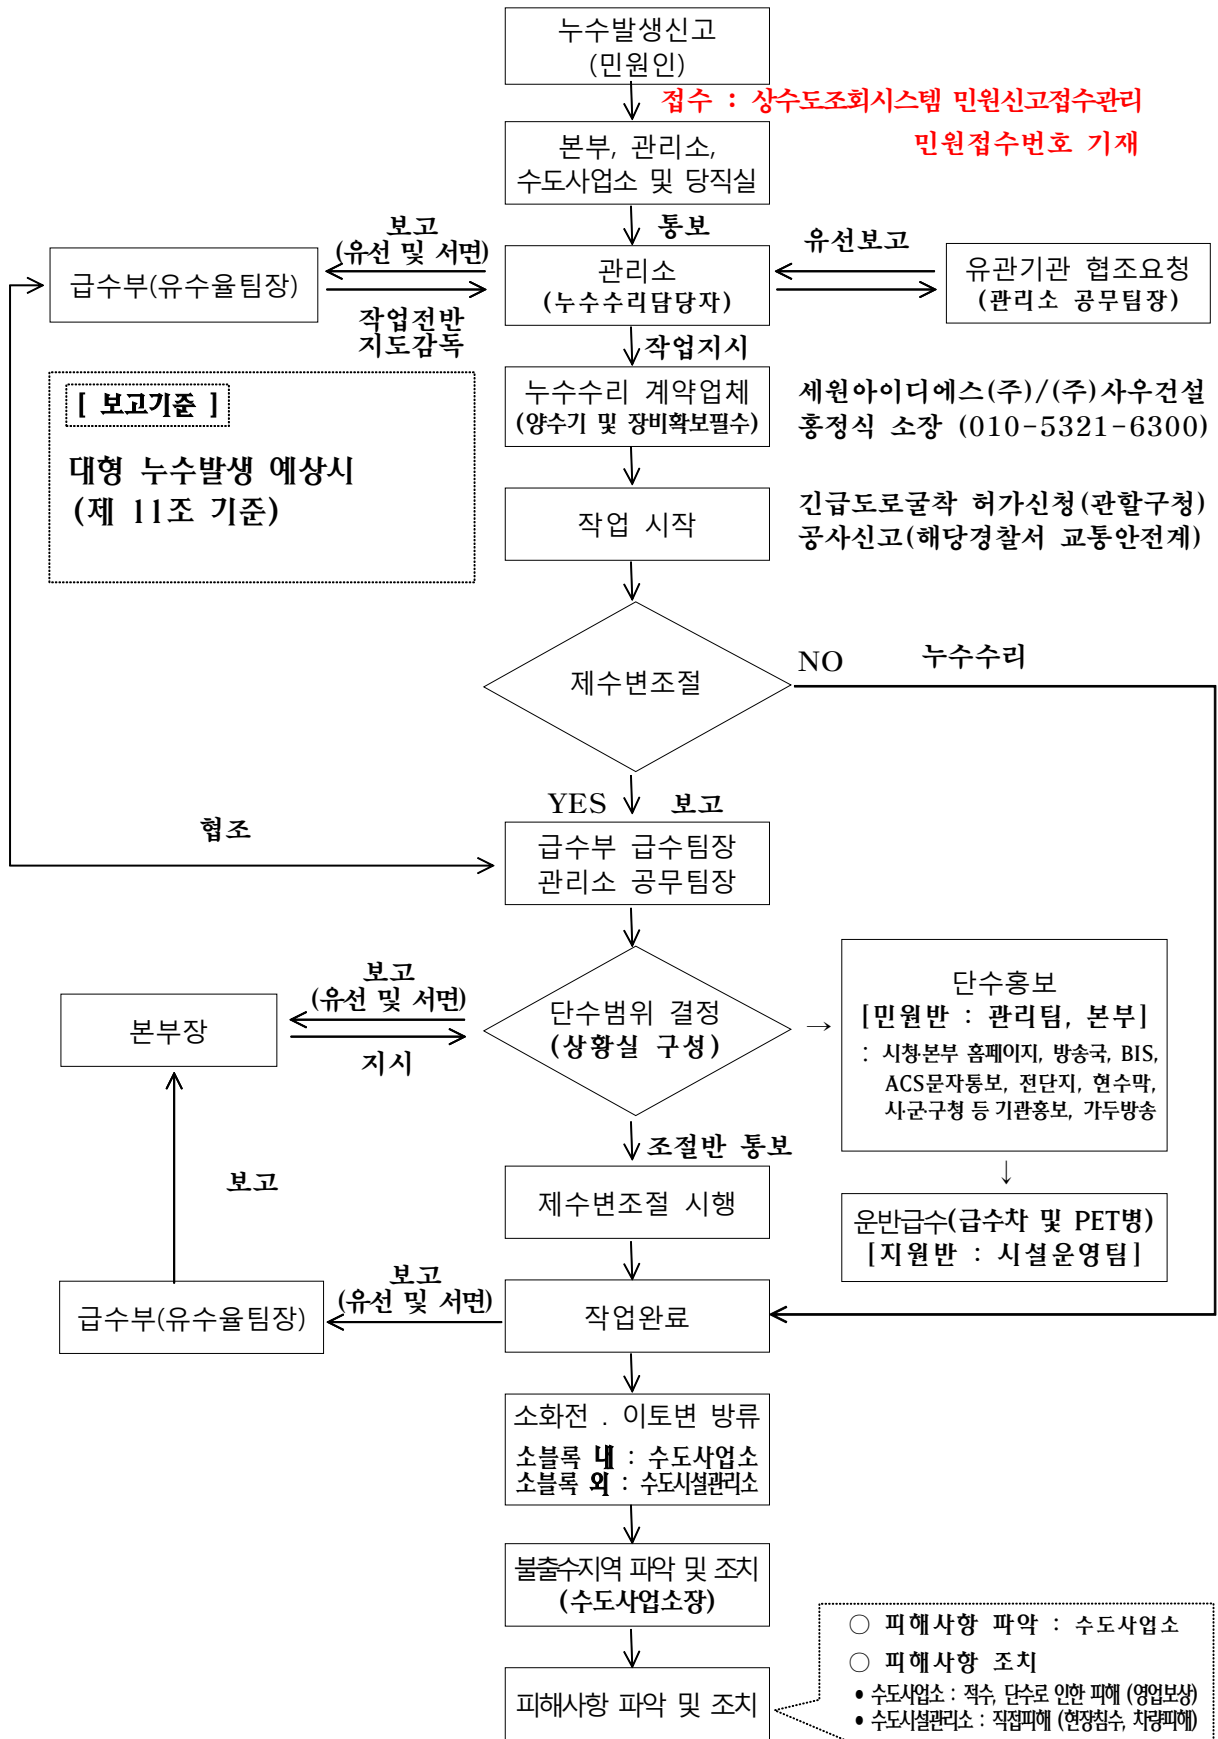 누수발생신고
(민원인)
접수 : 상수도조회시스템 민원신고접수관리
민원접수번호 기재
본부, 관리소,
수도사업소 및 당직실
보고
(유선 및 서면)
통보
유선보고
급수부(유수율팀장)
관리소
(누수수리담당자)
유관기관 협조요청
(관리소 공무팀장)
작업전반
지도감독
작업지시
[ 보고기준 ]
대형 누수발생 예상시
(제 11조 기준)
누수수리 계약업체
(양수기 및 장비확보필수)
세원아이디에스(주)/(주)사우건설
홍정식 소장 (010-5321-6300)
작업 시작
긴급도로굴착 허가신청(관할구청)
공사신고(해당경찰서 교통안전계)
제수변조절
NO
누수수리
YES
보고
협조
급수부 급수팀장
관리소 공무팀장
보고
(유선 및 서면)
본부장
지시
단수범위 결정
(상황실 구성)
→
단수홍보
[민원반 : 관리팀, 본부]
: 시청·본부 홈페이지, 방송국, BIS,
ACS문자통보, 전단지, 현수막,
시·군·구청 등 기관홍보, 가두방송
조절반 통보
↓
보고
제수변조절 시행
운반급수(급수차 및 PET병)
[지원반 : 시설운영팀]
보고
(유선 및 서면)
급수부(유수율팀장)
작업완료
소화전 . 이토변 방류
소블록 내 : 수도사업소
소블록 외 : 수도시설관리소
불출수지역 파악 및 조치
(수도사업소장)
피해사항 파악 및 조치
○ 피해사항 파악 : 수도사업소
○ 피해사항 조치
• 수도사업소 : 적수, 단수로 인한 피해 (영업보상)
• 수도시설관리소 : 직접피해 (현장침수, 차량피해)